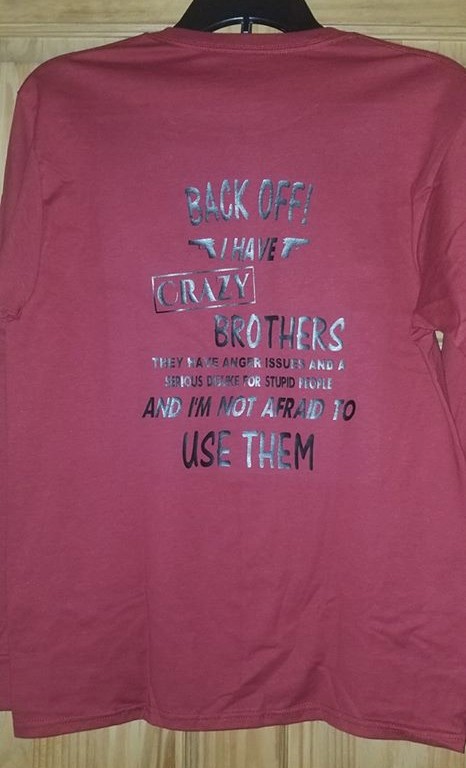 BACK OFF!
I HAVE
CRAZY
BROTHERS
THEY HAVE ANGER ISSUES AND A
SERIOUS DISLIKE FOR STUPID PEOPLE
AND I'M NOT AFRAID TO
USE THEM